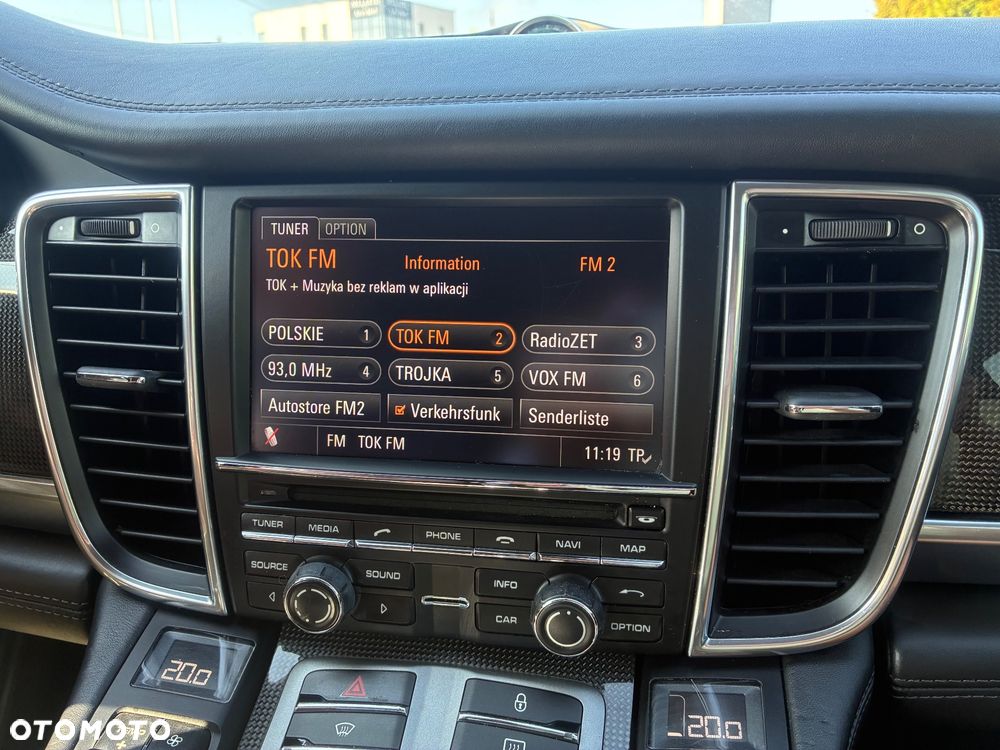 TUNER OPTION
TOK FM Information FM 2
TOK + Muzyka bez reklam w aplikacji
POLSKIE 1 TOK FM 2 RadioZET 3
93,0 MHz 4 TROJKA 5 VOX FM 6
Autostore FM2 Verkehrsfunk Senderliste
FM TOK FM 11:19 TP
TUNER MEDIA PHONE NAVI MAP
SOURCE SOUND INFO
CAR OPTION
20.0 20.0
OTOMOTO